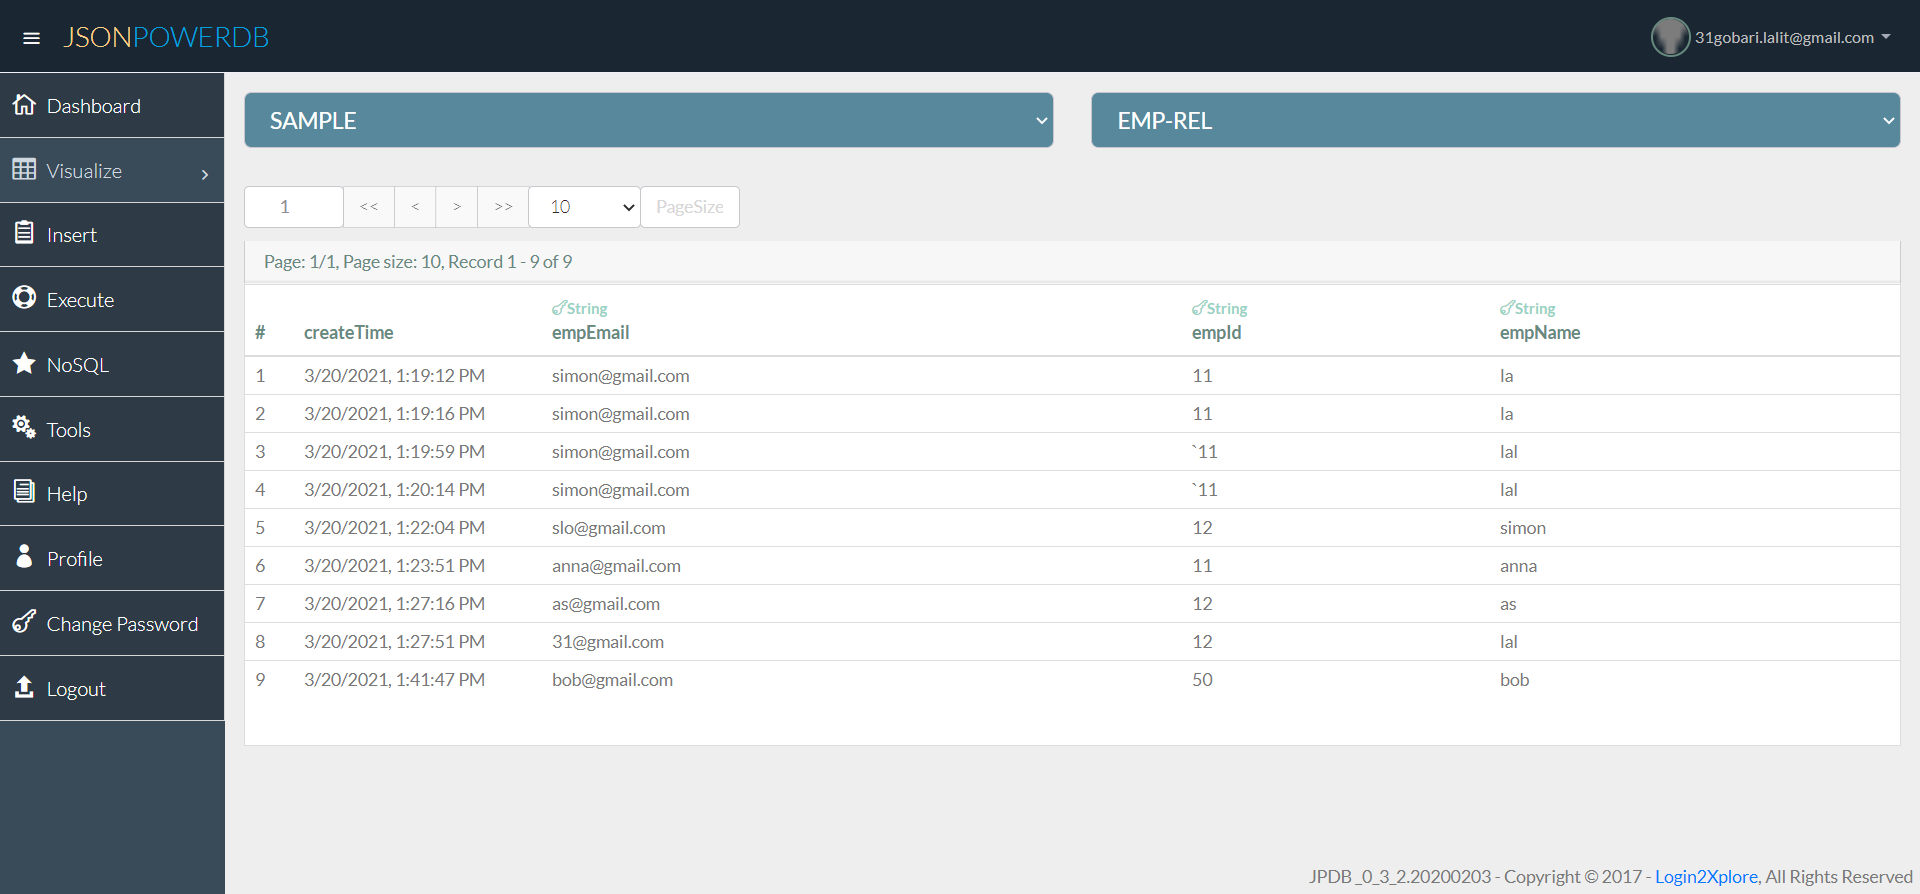 JSONPOWERDB
31gobari.lalit@gmail.com
Dashboard
Visualize
Insert
Execute
NoSQL
Tools
Help
Profile
Change Password
Logout
SAMPLE
EMP-REL
1 << < > >> 10 PageSize
Page: 1/1, Page size: 10, Record 1 - 9 of 9
String String String
# createTime empEmail empId empName
1 3/20/2021, 1:19:12 PM simon@gmail.com 11 la
2 3/20/2021, 1:19:16 PM simon@gmail.com 11 la
3 3/20/2021, 1:19:59 PM simon@gmail.com `11 lal
4 3/20/2021, 1:20:14 PM simon@gmail.com `11 lal
5 3/20/2021, 1:22:04 PM slo@gmail.com 12 simon
6 3/20/2021, 1:23:51 PM anna@gmail.com 11 anna
7 3/20/2021, 1:27:16 PM as@gmail.com 12 as
8 3/20/2021, 1:27:51 PM 31@gmail.com 12 lal
9 3/20/2021, 1:41:47 PM bob@gmail.com 50 bob
JPDB_0_3_2.20200203 - Copyright © 2017 - Login2Xplore, All Rights Reserved